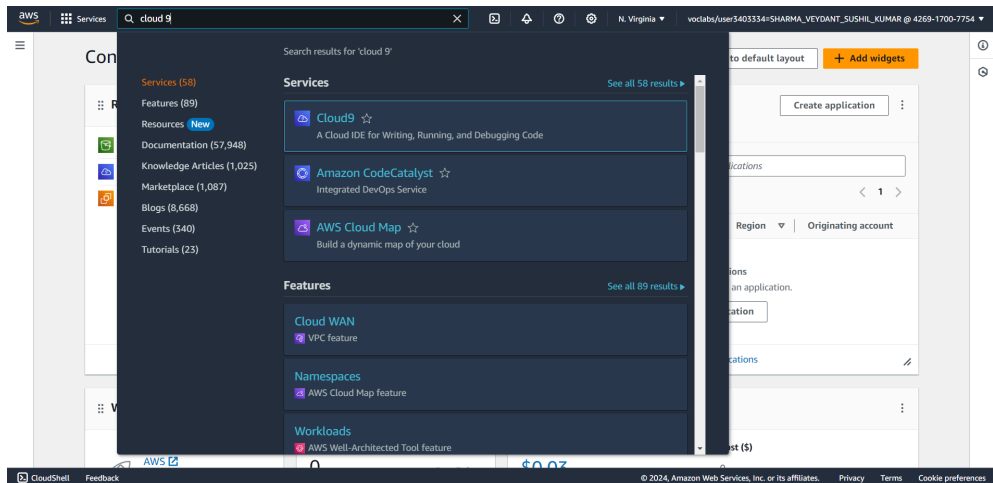 aws
Services
cloud 9
N. Virginia
voclabs/user3403334=SHARMA_VEYDANT_SUSHIL_KUMAR @ 4269-1700-7754
Con
to default layout
+ Add widgets
Search results for 'cloud 9'
Services (58)
Features (89)
Resources New
Documentation (57,948)
Knowledge Articles (1,025)
Marketplace (1,087)
Blogs (8,668)
Events (340)
Tutorials (23)
Services
See all 58 results
Cloud9
A Cloud IDE for Writing, Running, and Debugging Code
Amazon CodeCatalyst
Integrated DevOps Service
AWS Cloud Map
Build a dynamic map of your cloud
Features
See all 89 results
Cloud WAN
VPC feature
Namespaces
AWS Cloud Map feature
Workloads
AWS Well-Architected Tool feature
R
Create application
lications
1
Region
Originating account
ions
an application.
cation
cations
W
AWS
0
$0.03
st ($)
CloudShell
Feedback
© 2024, Amazon Web Services, Inc. or its affiliates.
Privacy
Terms
Cookie preferences